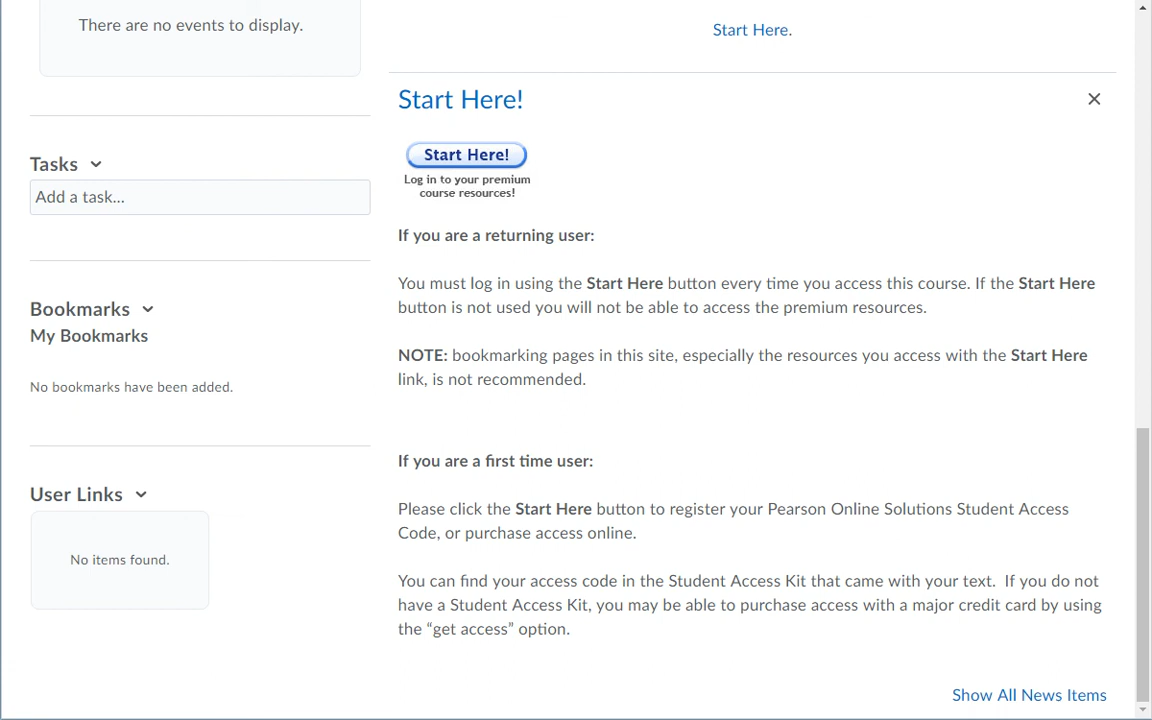 There are no events to display.
Tasks
Add a task...
Bookmarks
My Bookmarks
No bookmarks have been added.
User Links
No items found.
Start Here.
Start Here!
Start Here!
Log in to your premium
course resources!
If you are a returning user:
You must log in using the Start Here button every time you access this course. If the Start Here
button is not used you will not be able to access the premium resources.
NOTE: bookmarking pages in this site, especially the resources you access with the Start Here
link, is not recommended.
If you are a first time user:
Please click the Start Here button to register your Pearson Online Solutions Student Access
Code, or purchase access online.
You can find your access code in the Student Access Kit that came with your text.  If you do not
have a Student Access Kit, you may be able to purchase access with a major credit card by using
the “get access” option.
Show All News Items